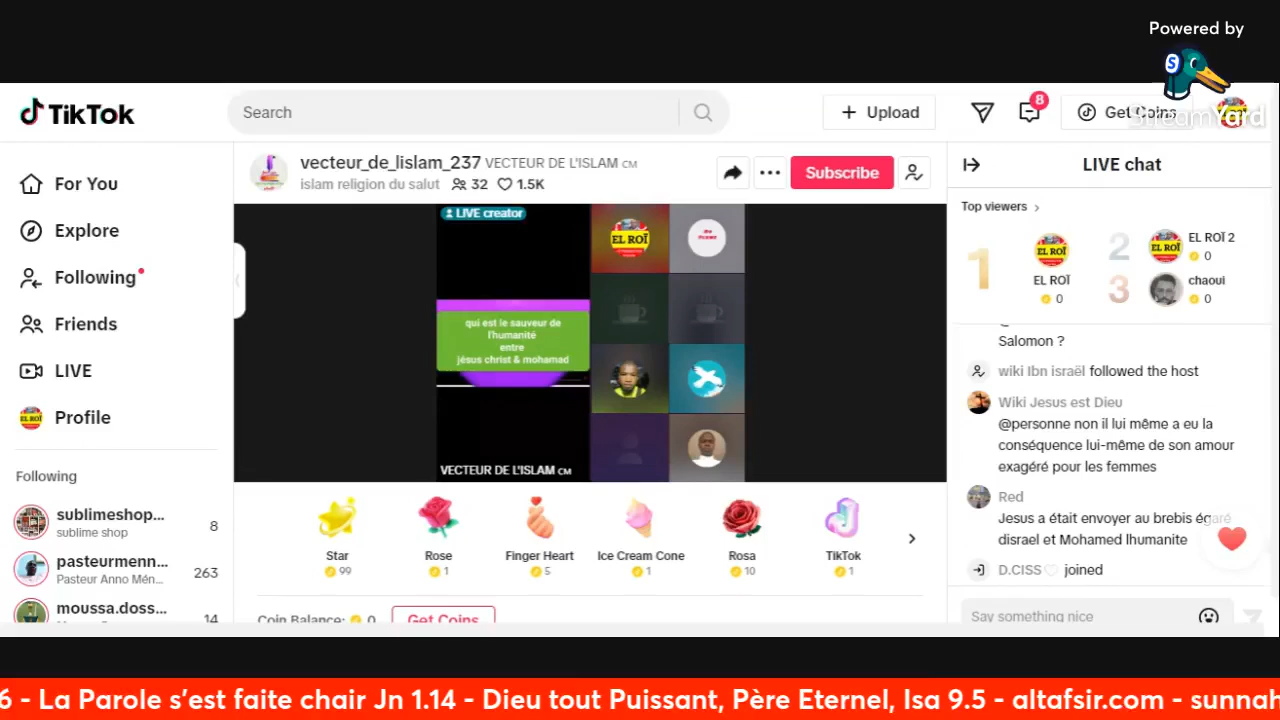 Powered by
StreamYard
TikTok
Search
Upload
8
Get Coins
For You
Explore
Following
Friends
LIVE
Profile
Following
sublimeshop...
sublime shop
8
pasteurmenn...
Pasteur Anno Mén...
263
moussa.doss...
14
vecteur_de_lislam_237 VECTEUR DE L'ISLAM CM
islam religion du salut 32 1.5K
Subscribe
LIVE creator
EL ROÏ
qui est le sauveur de
l'humanité
entre
jésus christ & mohamad
VECTEUR DE L'ISLAM CM
Star
99
Rose
1
Finger Heart
5
Ice Cream Cone
1
Rosa
10
TikTok
1
Coin Balance: 0
Get Coins
LIVE chat
Top viewers
1
EL ROÏ
EL ROÏ
0
2
EL ROÏ
EL ROÏ 2
0
3
chaoui
0
Salomon ?
wiki Ibn israël followed the host
Wiki Jesus est Dieu
@personne non il lui même a eu la
conséquence lui-même de son amour
exagéré pour les femmes
Red
Jesus a était envoyer au brebis égaré
disrael et Mohamed lhumanite
D.CISS♡ joined
Say something nice
6 - La Parole s'est faite chair Jn 1.14 - Dieu tout Puissant, Père Eternel, Isa 9.5 - altafsir.com - sunnah